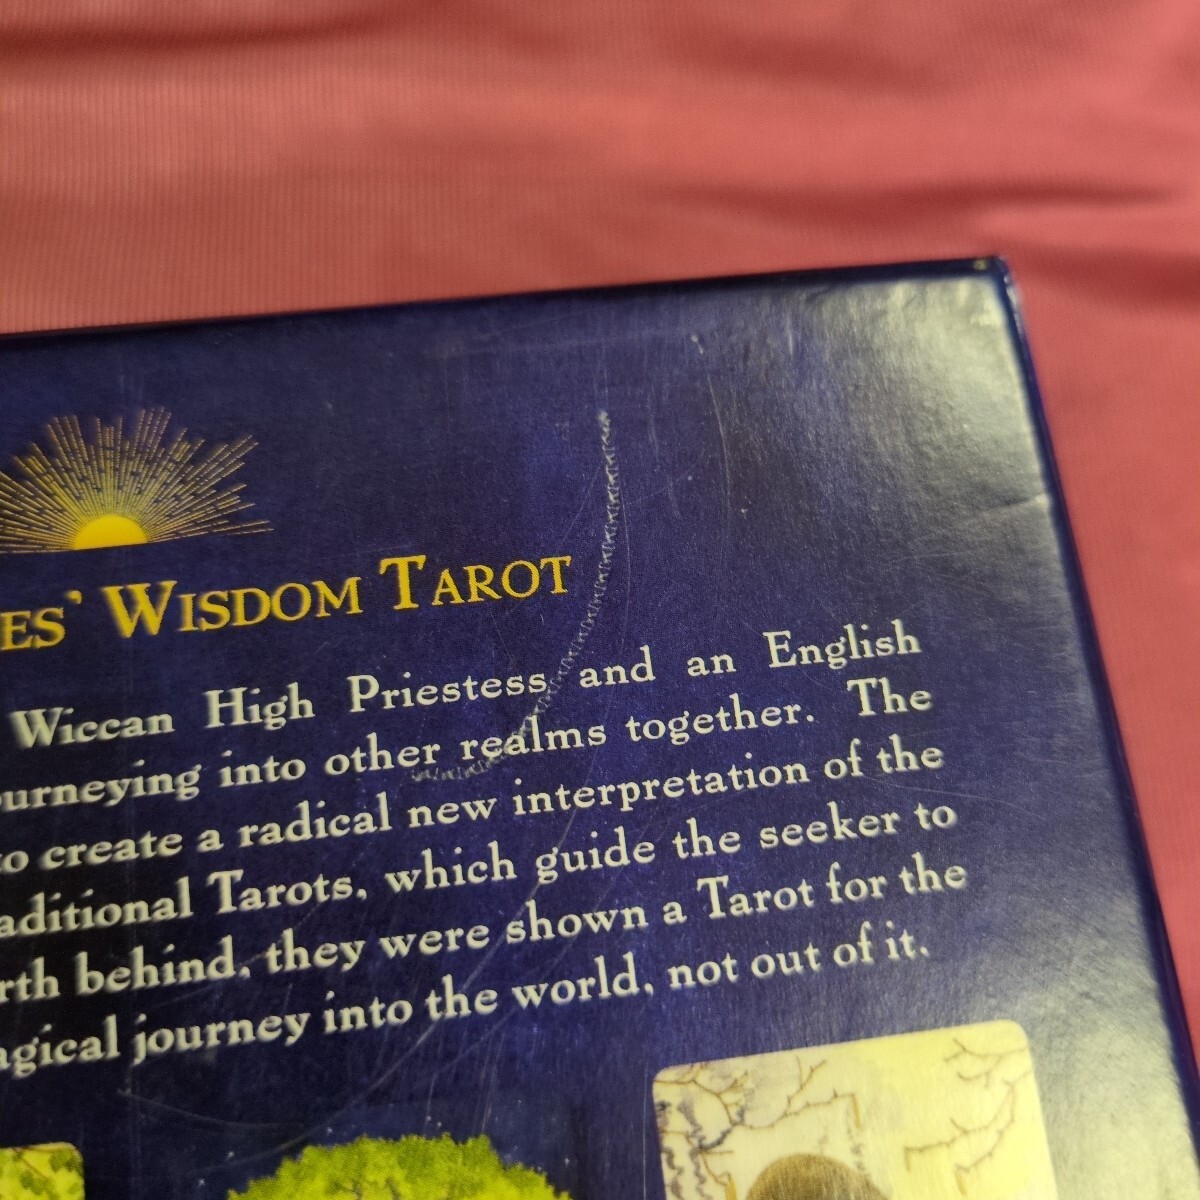 ES' WISDOM TAROT
Wiccan High Priestess and an English
ourneying into other realms together. The
to create a radical new interpretation of the
aditional Tarots, which guide the seeker to
rth behind, they were shown a Tarot for the
agical journey into the world, not out of it.